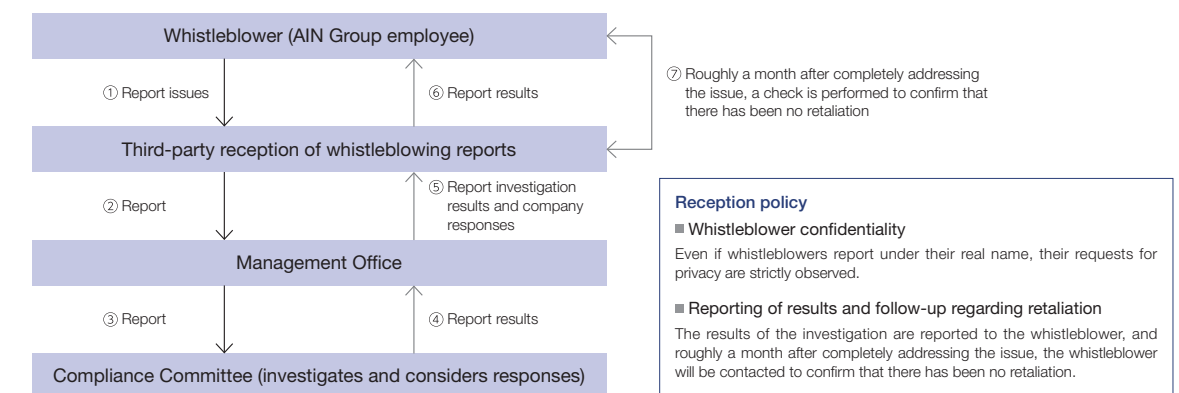 Whistleblower (AIN Group employee)
① Report issues
⑥ Report results
⑦ Roughly a month after completely addressing
the issue, a check is performed to confirm that
there has been no retaliation
Third-party reception of whistleblowing reports
② Report
⑤ Report investigation
results and company
responses
Management Office
③ Report
④ Report results
Compliance Committee (investigates and considers responses)
Reception policy
■ Whistleblower confidentiality
Even if whistleblowers report under their real name, their requests for
privacy are strictly observed.
■ Reporting of results and follow-up regarding retaliation
The results of the investigation are reported to the whistleblower, and
roughly a month after completely addressing the issue, the whistleblower
will be contacted to confirm that there has been no retaliation.